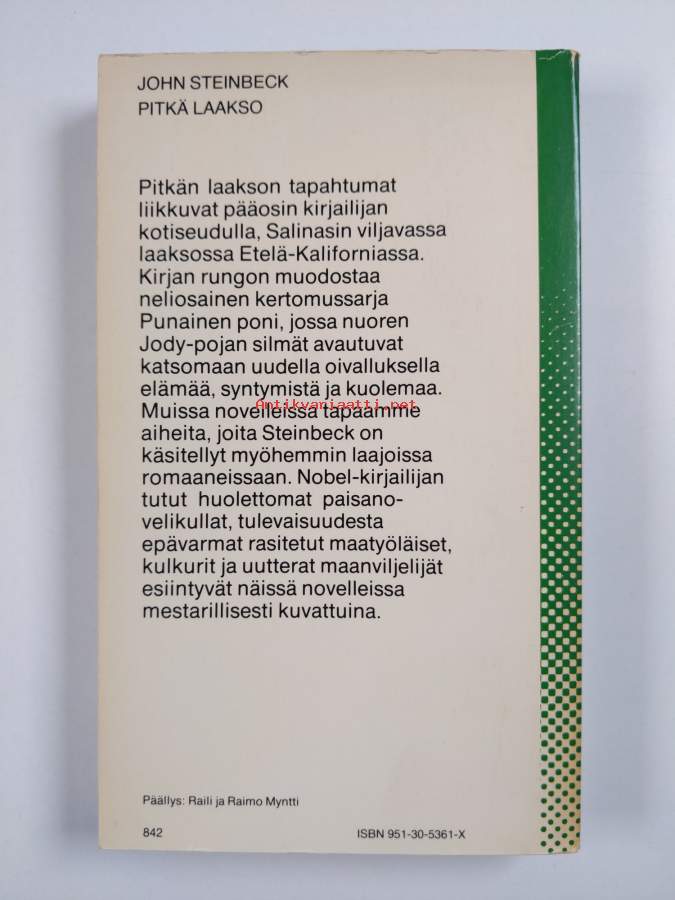 JOHN STEINBECK
PITKÄ LAAKSO
Pitkän laakson tapahtumat
liikkuvat pääosin kirjailijan
kotiseudulla, Salinasin viljavassa
laaksossa Etelä-Kaliforniassa.
Kirjan rungon muodostaa
neliosainen kertomussarja
Punainen poni, jossa nuoren
Jody-pojan silmät avautuvat
katsomaan uudella oivalluksella
elämää, syntymistä ja kuolemaa.
Antikvariaatti.net
Muissa novelleissa tapaamme
aiheita, joita Steinbeck on
käsitellyt myöhemmin laajoissa
romaaneissaan. Nobel-kirjailijan
tutut huolettomat paisano-
velikullat, tulevaisuudesta
epävarmat rasitetut maatyöläiset,
kulkurit ja uutterat maanviljelijät
esiintyvät näissä novelleissa
mestarillisesti kuvattuina.
Päällys: Raili ja Raimo Myntti
842 ISBN 951-30-5361-X